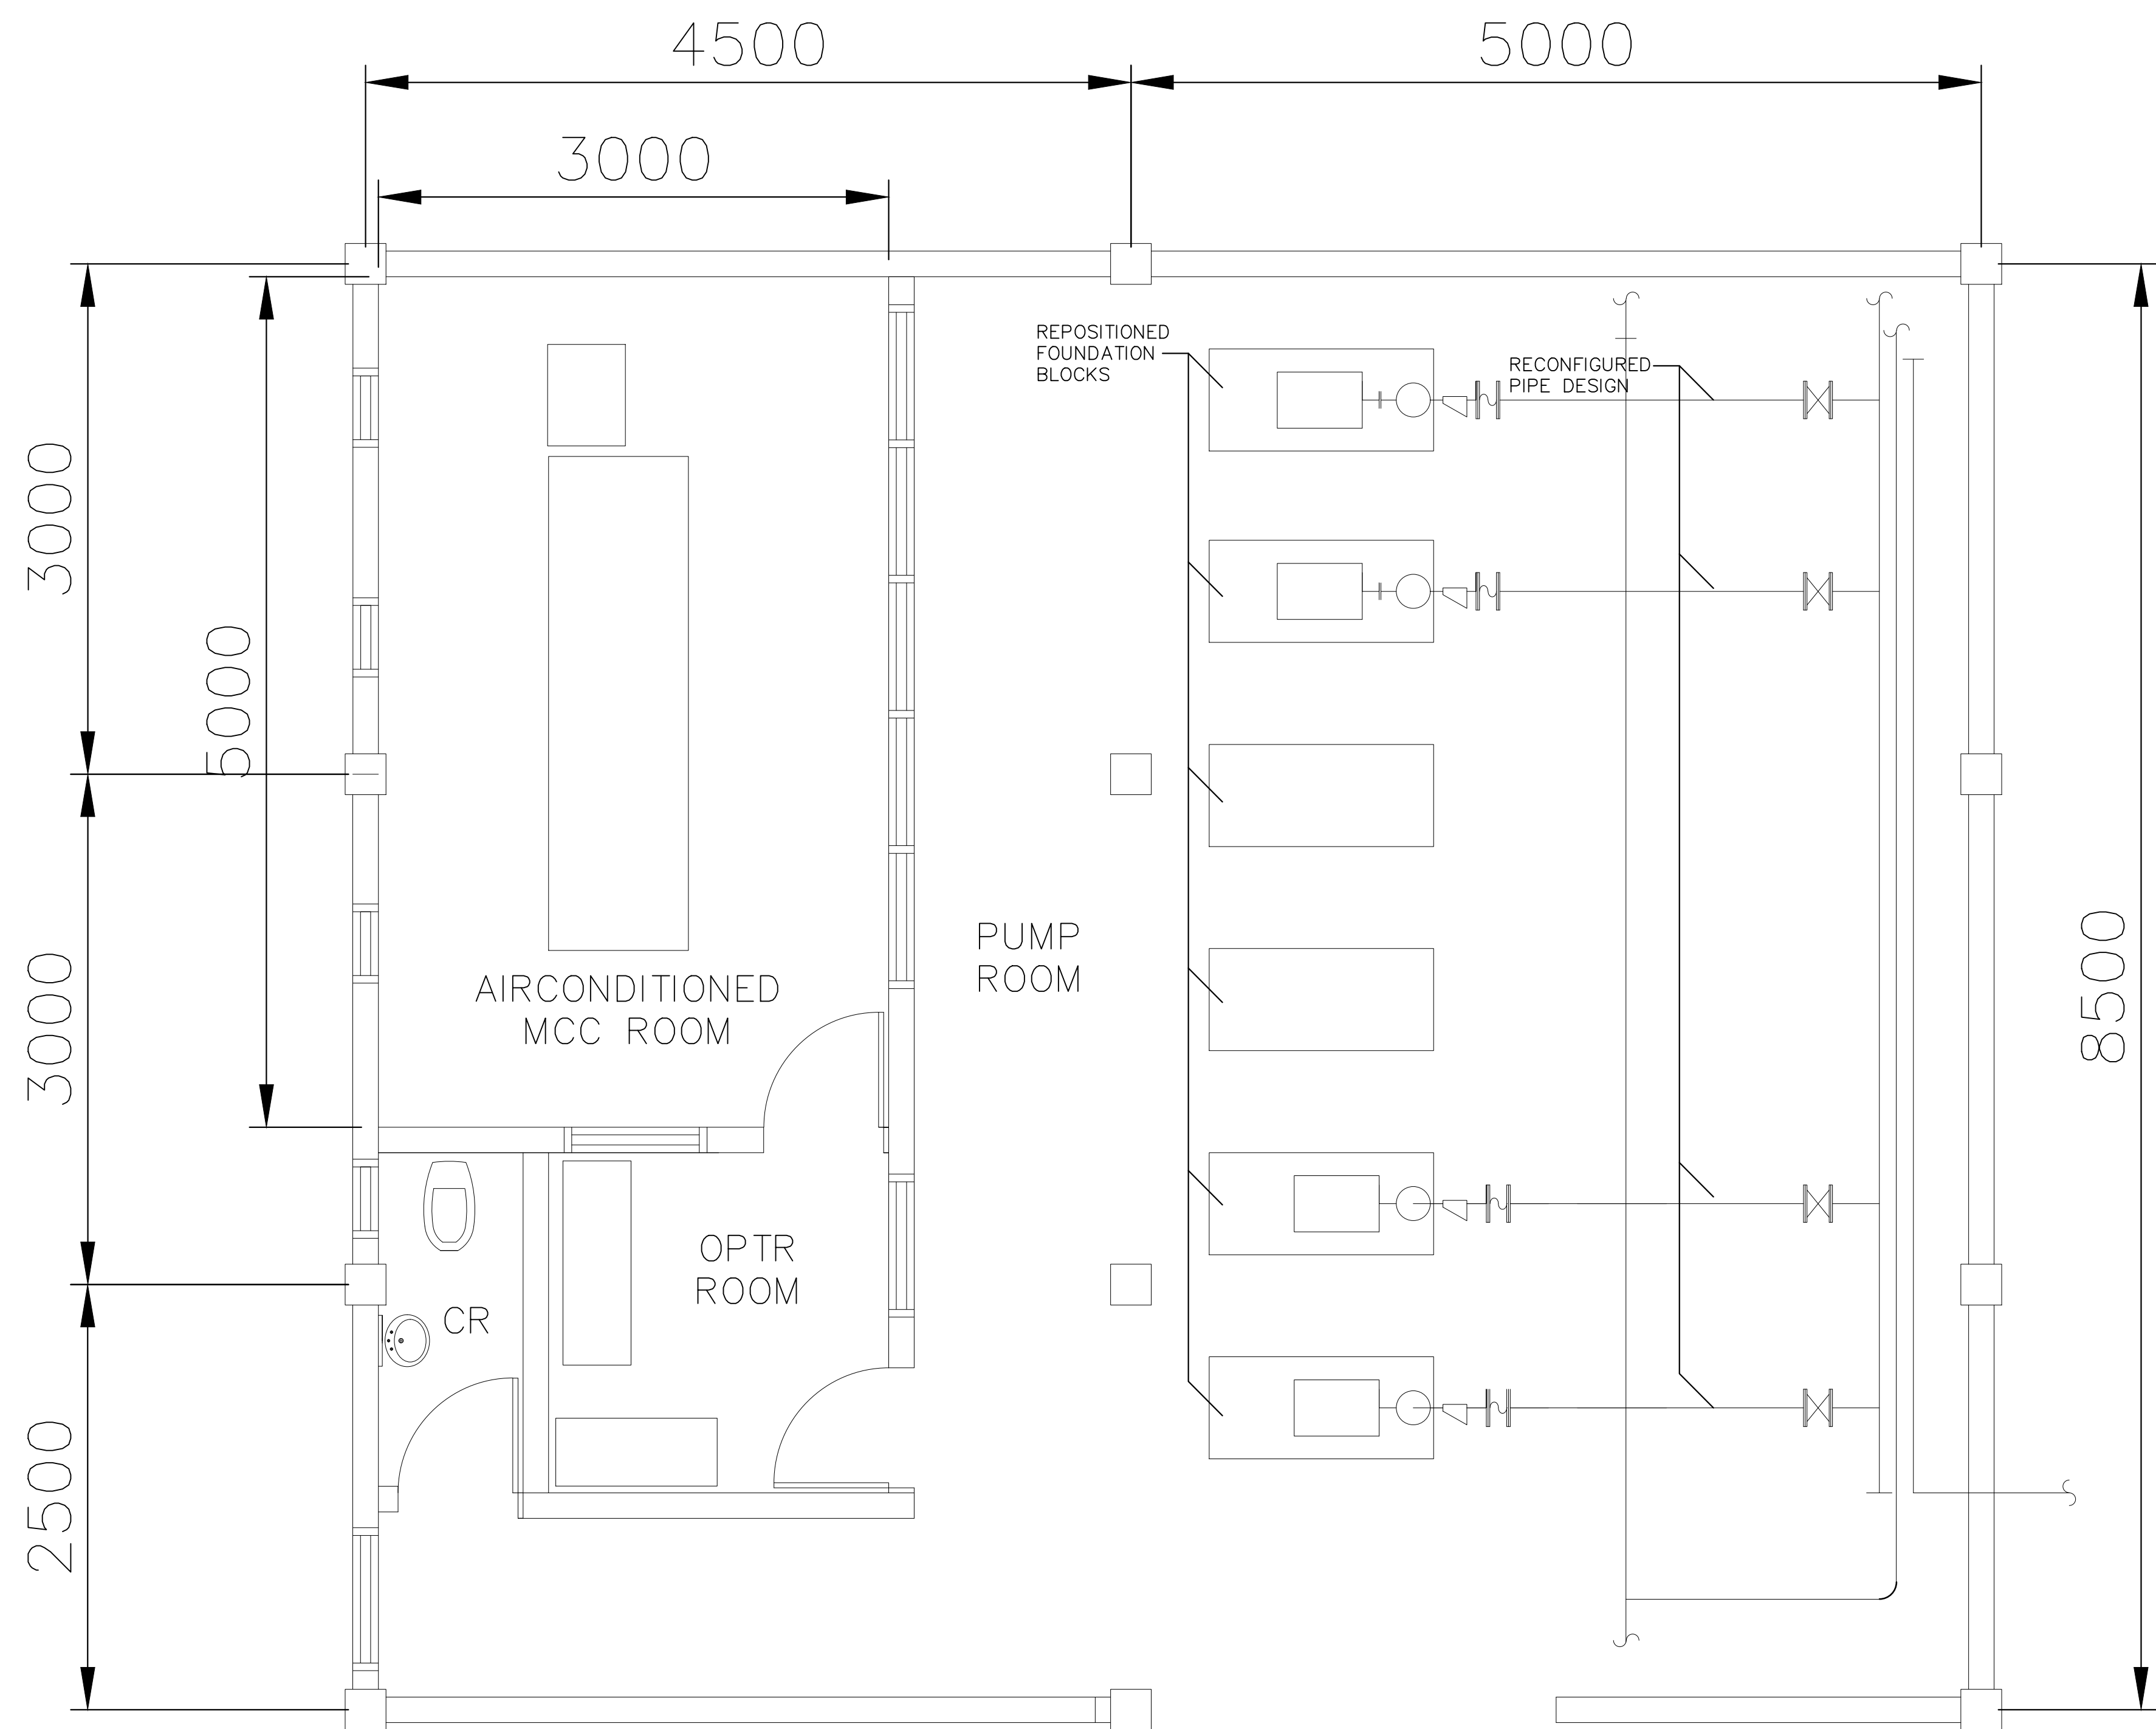 4500
5000
3000
REPOSITIONED
FOUNDATION
BLOCKS
RECONFIGURED
PIPE DESIGN
3000
5000
3000
8500
PUMP
ROOM
AIRCONDITIONED
MCC ROOM
OPTR
ROOM
CR
2500